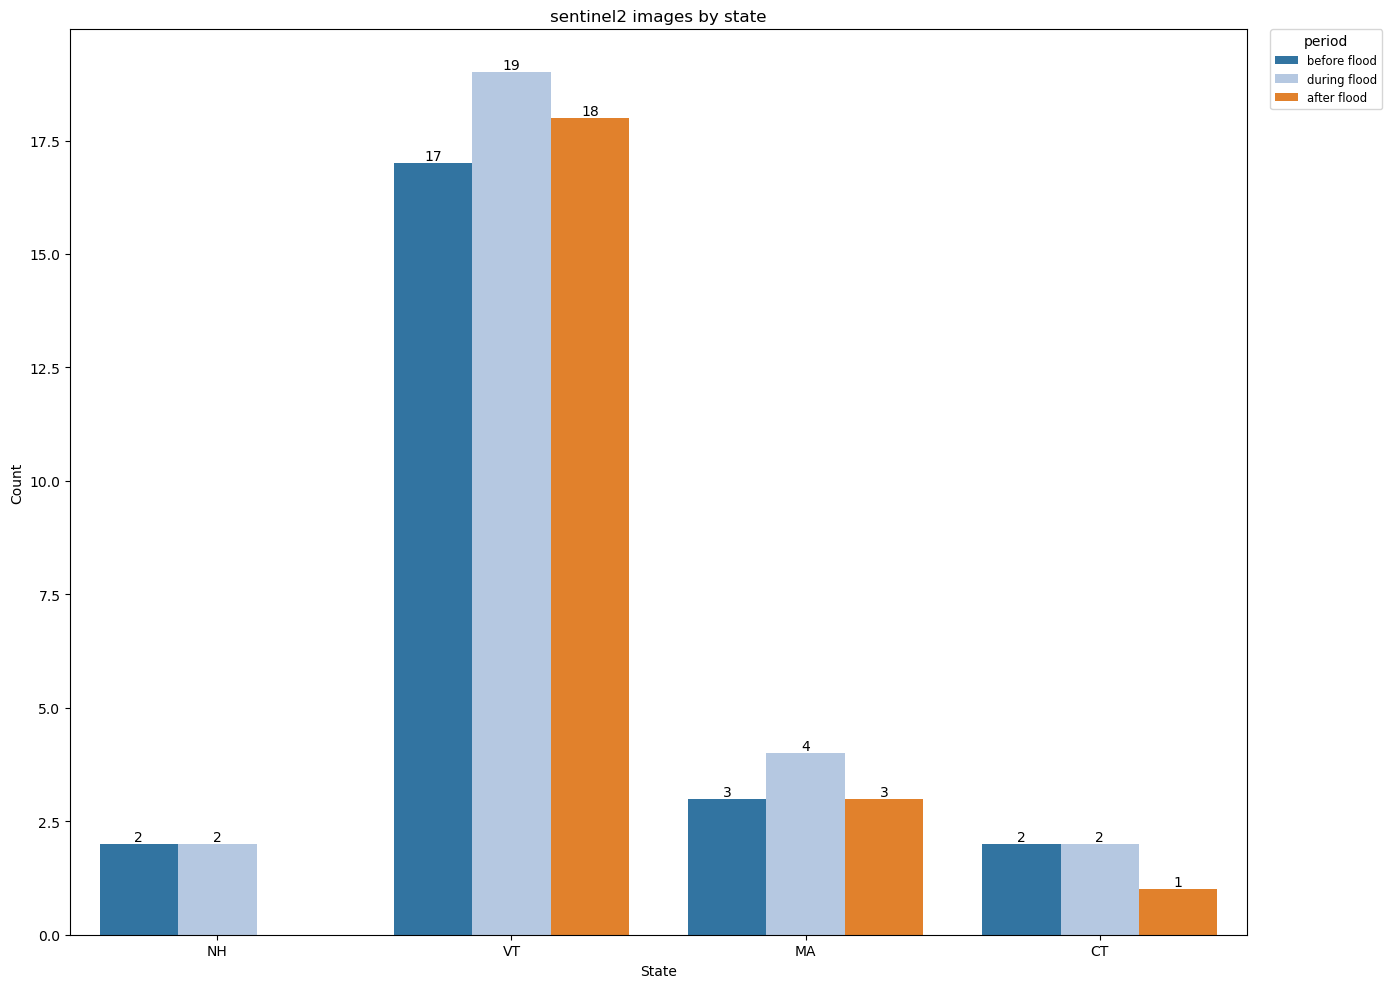 sentinel2 images by state
period
before flood
during flood
after flood
Count
17.5
15.0
12.5
10.0
7.5
5.0
2.5
0.0
2
2
17
19
18
3
4
3
2
2
1
NH
VT
MA
CT
State